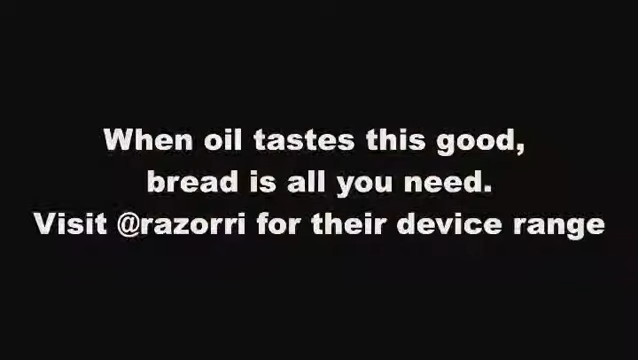 When oil tastes this good,
bread is all you need.
Visit @razorri for their device range